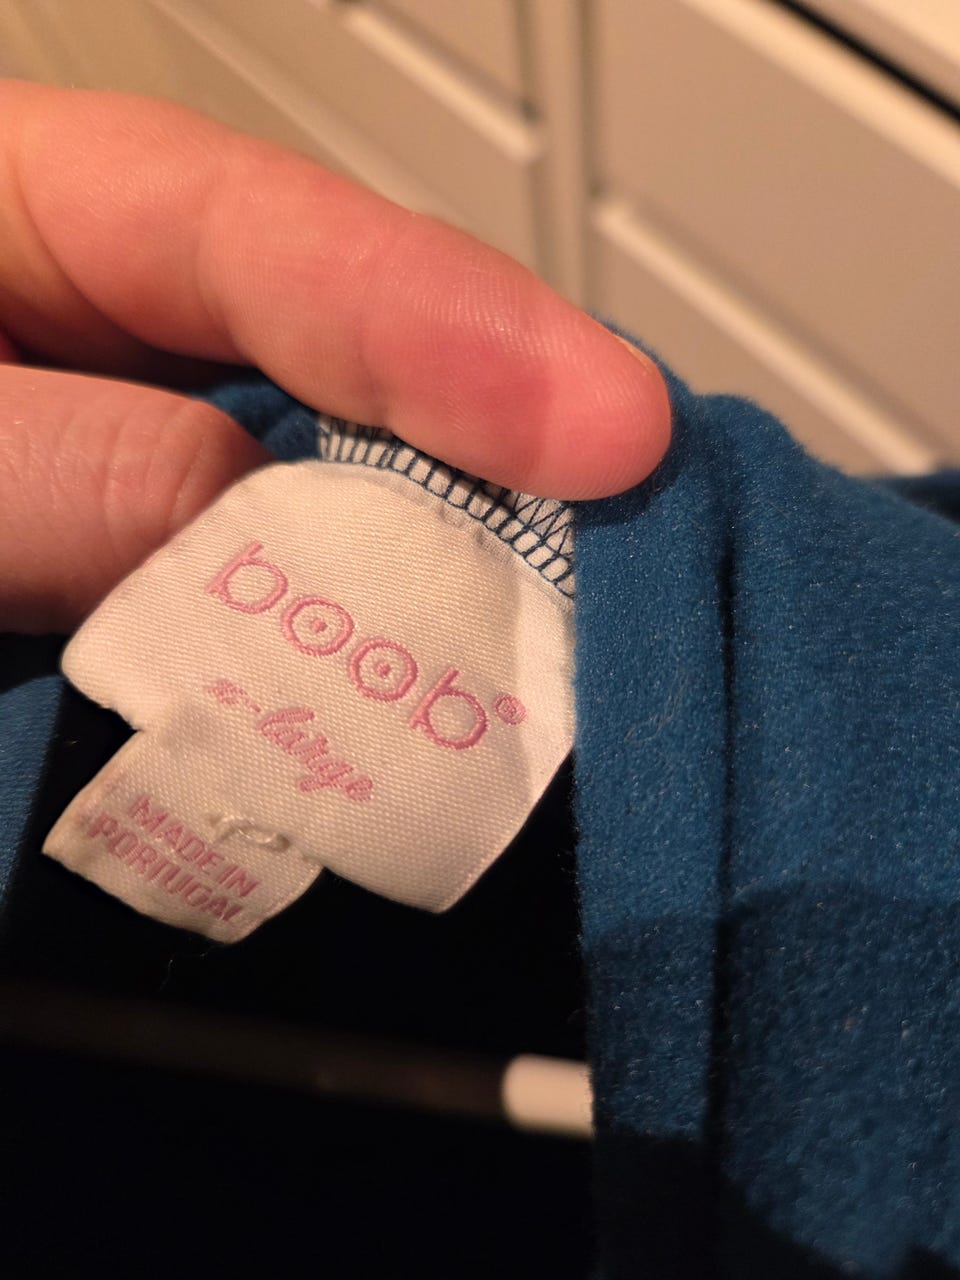 boob®
x-large
MADE IN
PORTUGAL